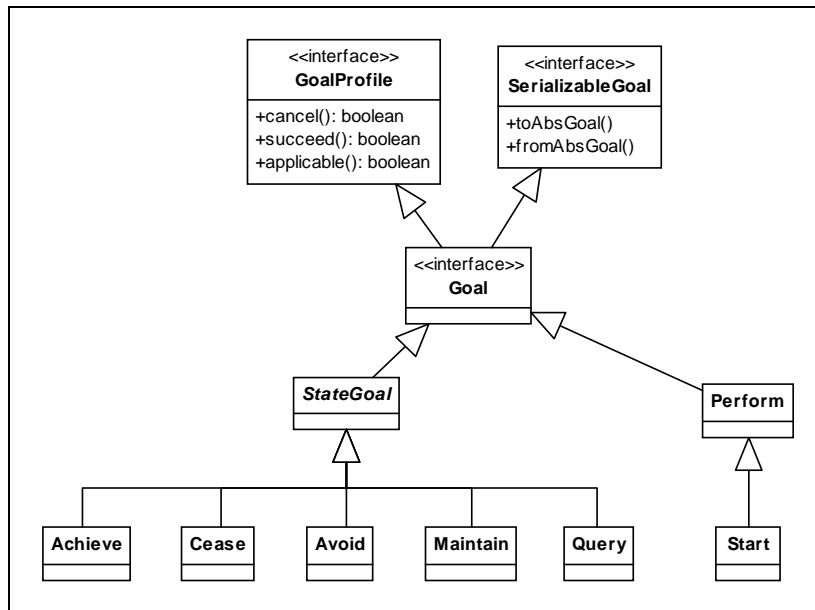 <<interface>>
GoalProfile
+cancel(): boolean
+succeed(): boolean
+applicable(): boolean
<<interface>>
SerializableGoal
+toAbsGoal()
+fromAbsGoal()
<<interface>>
Goal
StateGoal
Perform
Achieve
Cease
Avoid
Maintain
Query
Start